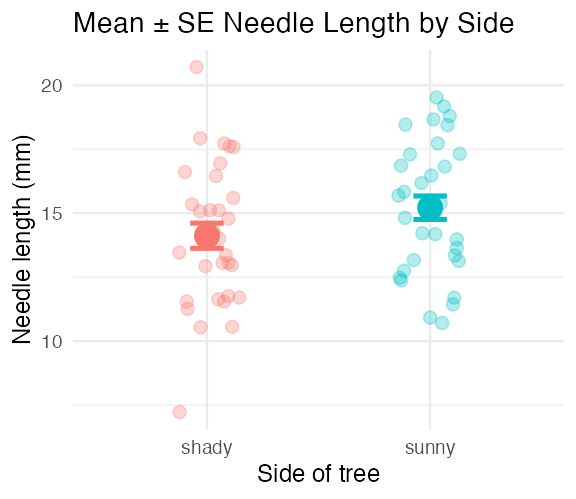 Mean ± SE Needle Length by Side
Needle length (mm)
20
15
10
shady
sunny
Side of tree